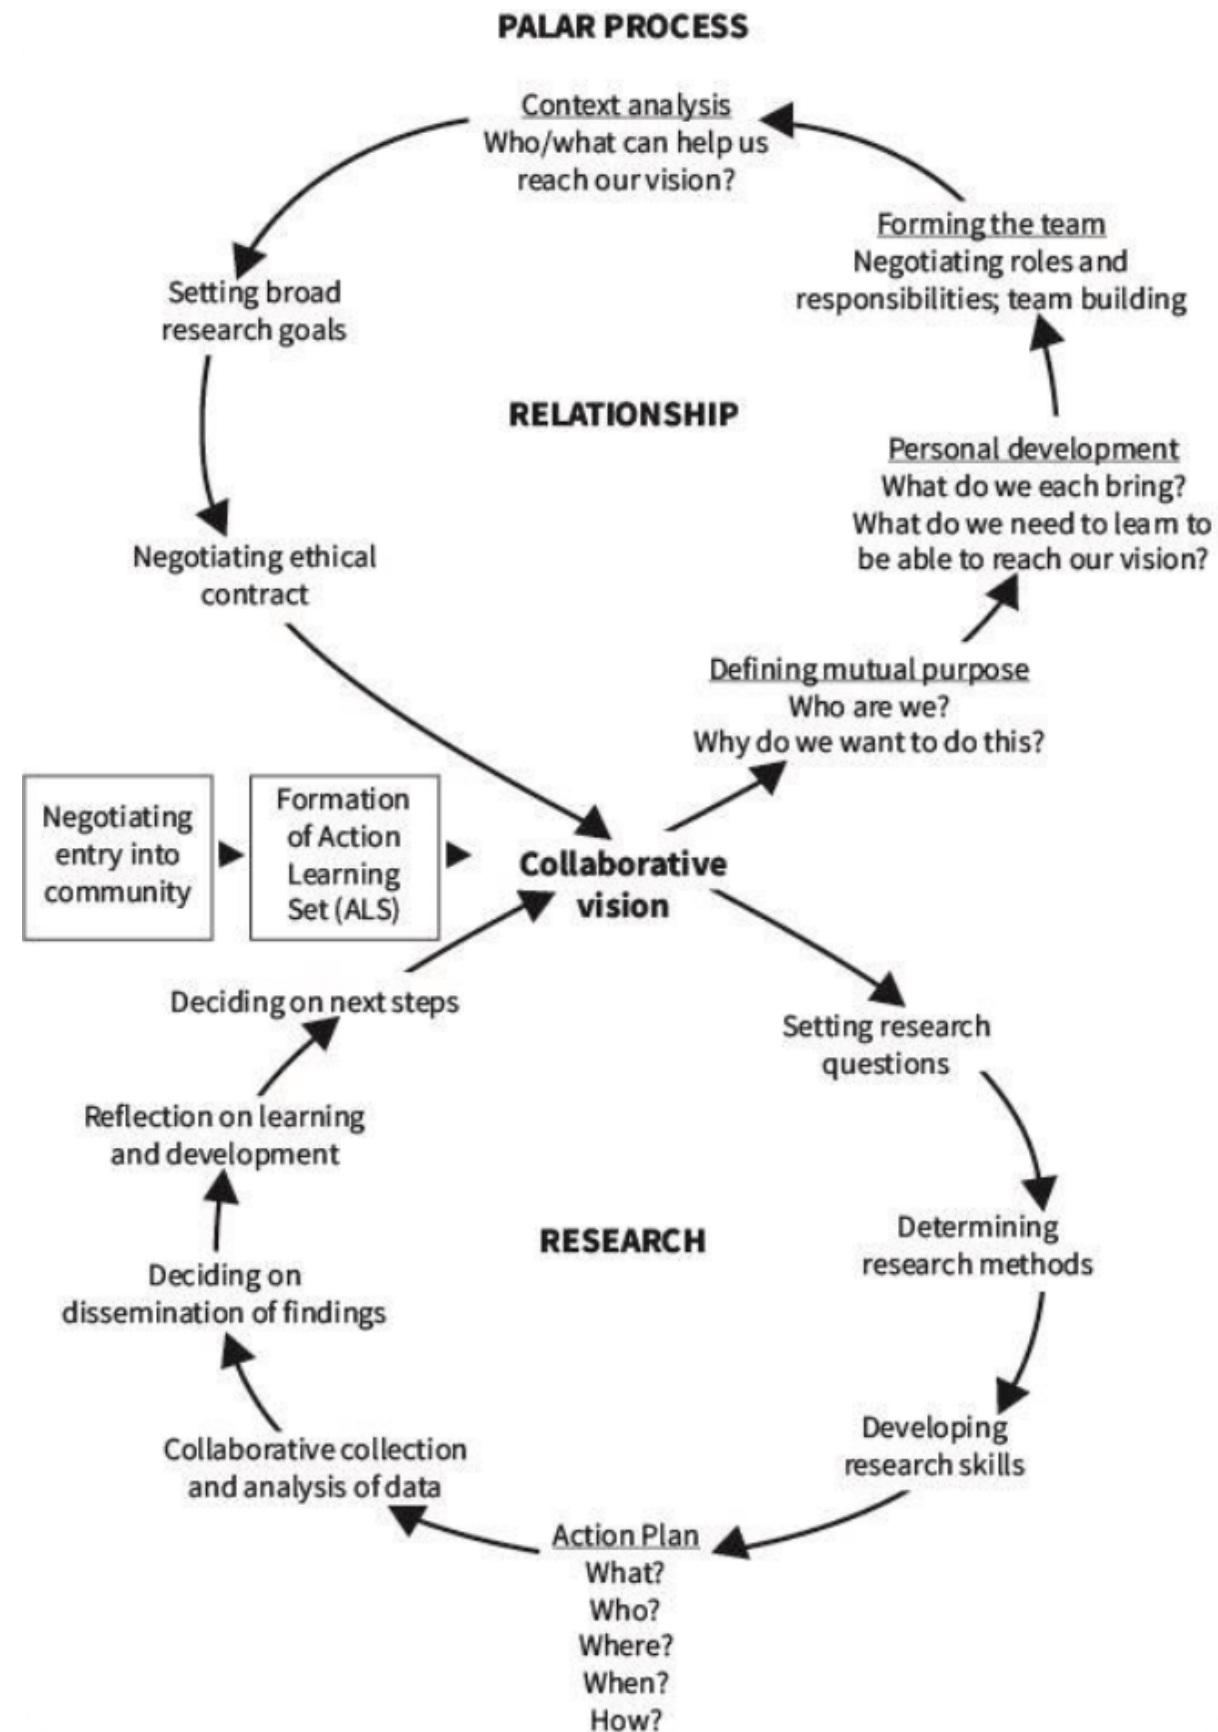 PALAR PROCESS
Context analysis
Who/what can help us
reach our vision?
Forming the team
Negotiating roles and
responsibilities; team building
Setting broad
research goals
RELATIONSHIP
Personal development
What do we each bring?
What do we need to learn to
be able to reach our vision?
Negotiating ethical
contract
Defining mutual purpose
Who are we?
Why do we want to do this?
Negotiating
entry into
community
Formation
of Action
Learning
Set (ALS)
Collaborative
vision
Deciding on next steps
Setting research
questions
Reflection on learning
and development
Determining
research methods
RESEARCH
Deciding on
dissemination of findings
Developing
research skills
Collaborative collection
and analysis of data
Action Plan
What?
Who?
Where?
When?
How?